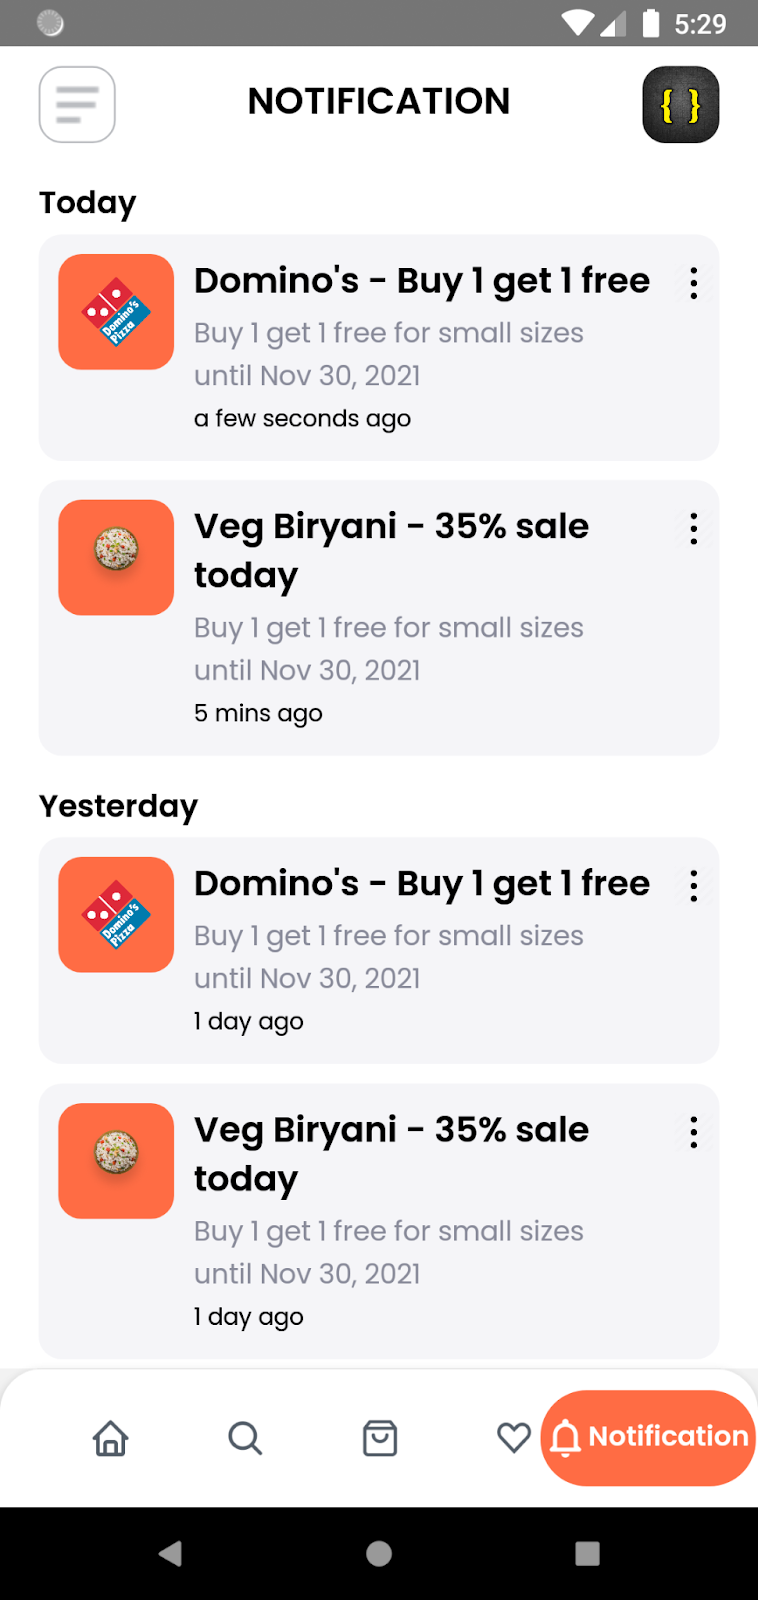 5:29
NOTIFICATION
{ }
Today
Domino's - Buy 1 get 1 free
Domino's
Pizza
Buy 1 get 1 free for small sizes
until Nov 30, 2021
a few seconds ago
Veg Biryani - 35% sale
today
Buy 1 get 1 free for small sizes
until Nov 30, 2021
5 mins ago
Yesterday
Domino's - Buy 1 get 1 free
Domino's
Pizza
Buy 1 get 1 free for small sizes
until Nov 30, 2021
1 day ago
Veg Biryani - 35% sale
today
Buy 1 get 1 free for small sizes
until Nov 30, 2021
1 day ago
Notification